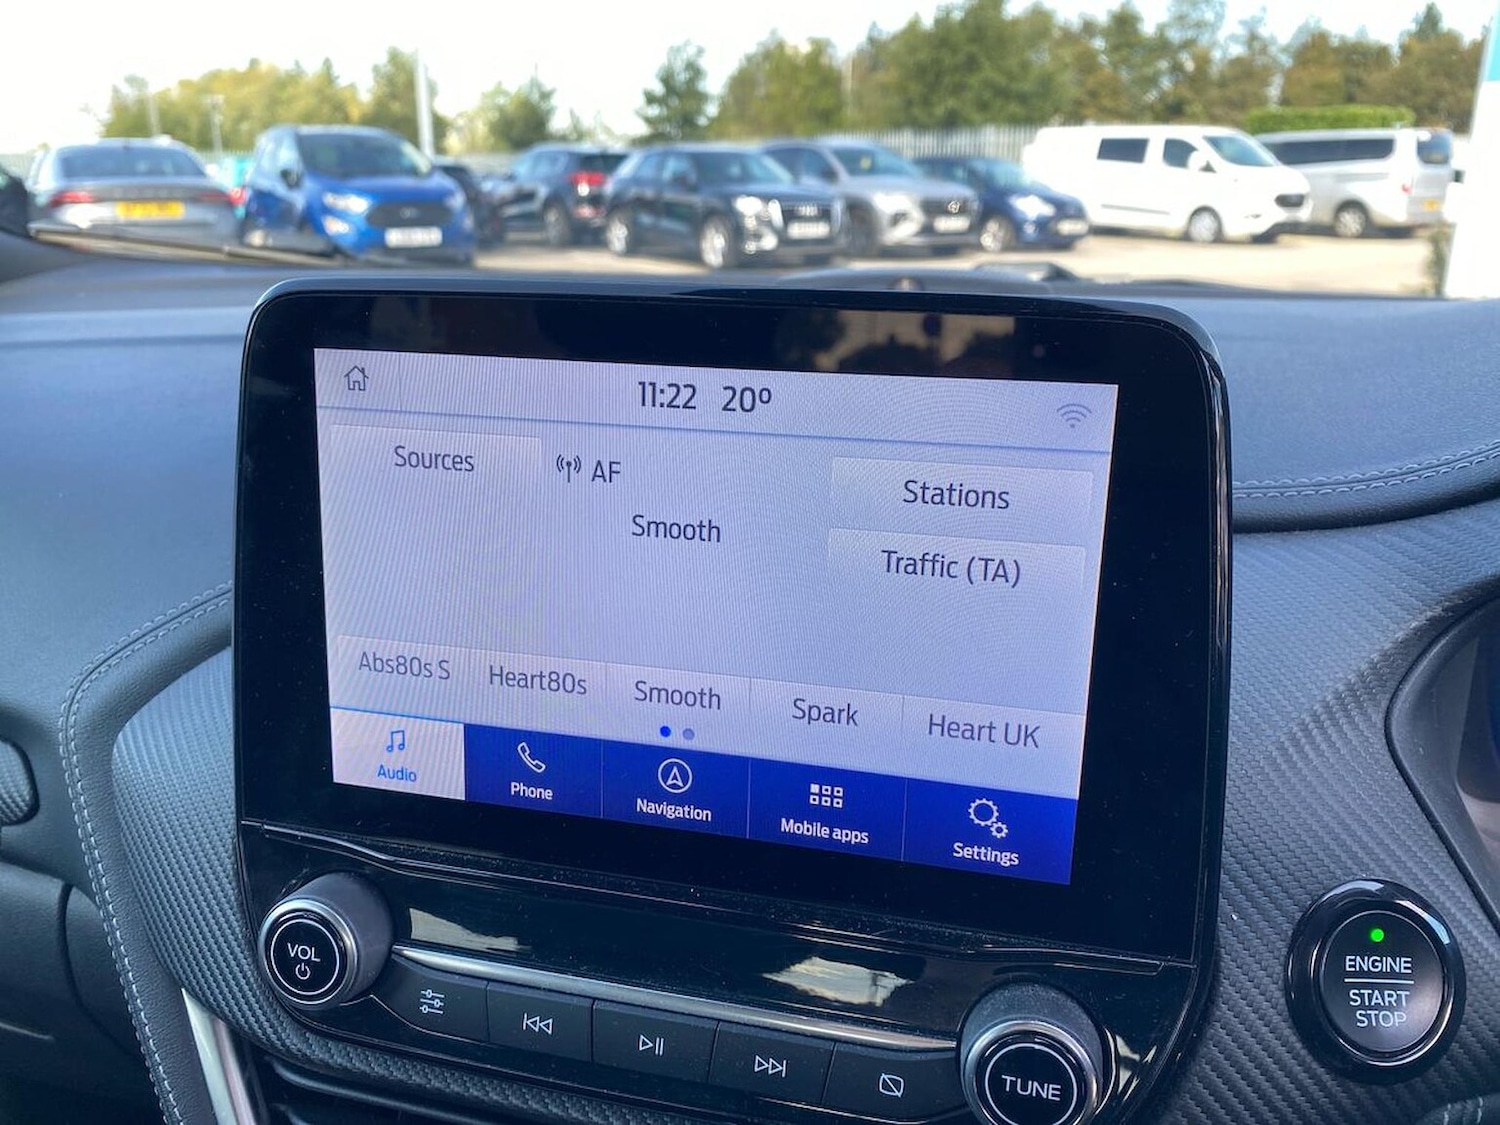 11:22 20º
Sources
AF
Stations
Smooth
Traffic (TA)
Abs80s S
Heart80s
Smooth
Spark
Heart UK
Audio
Phone
Navigation
Mobile apps
Settings
VOL
TUNE
ENGINE
START
STOP